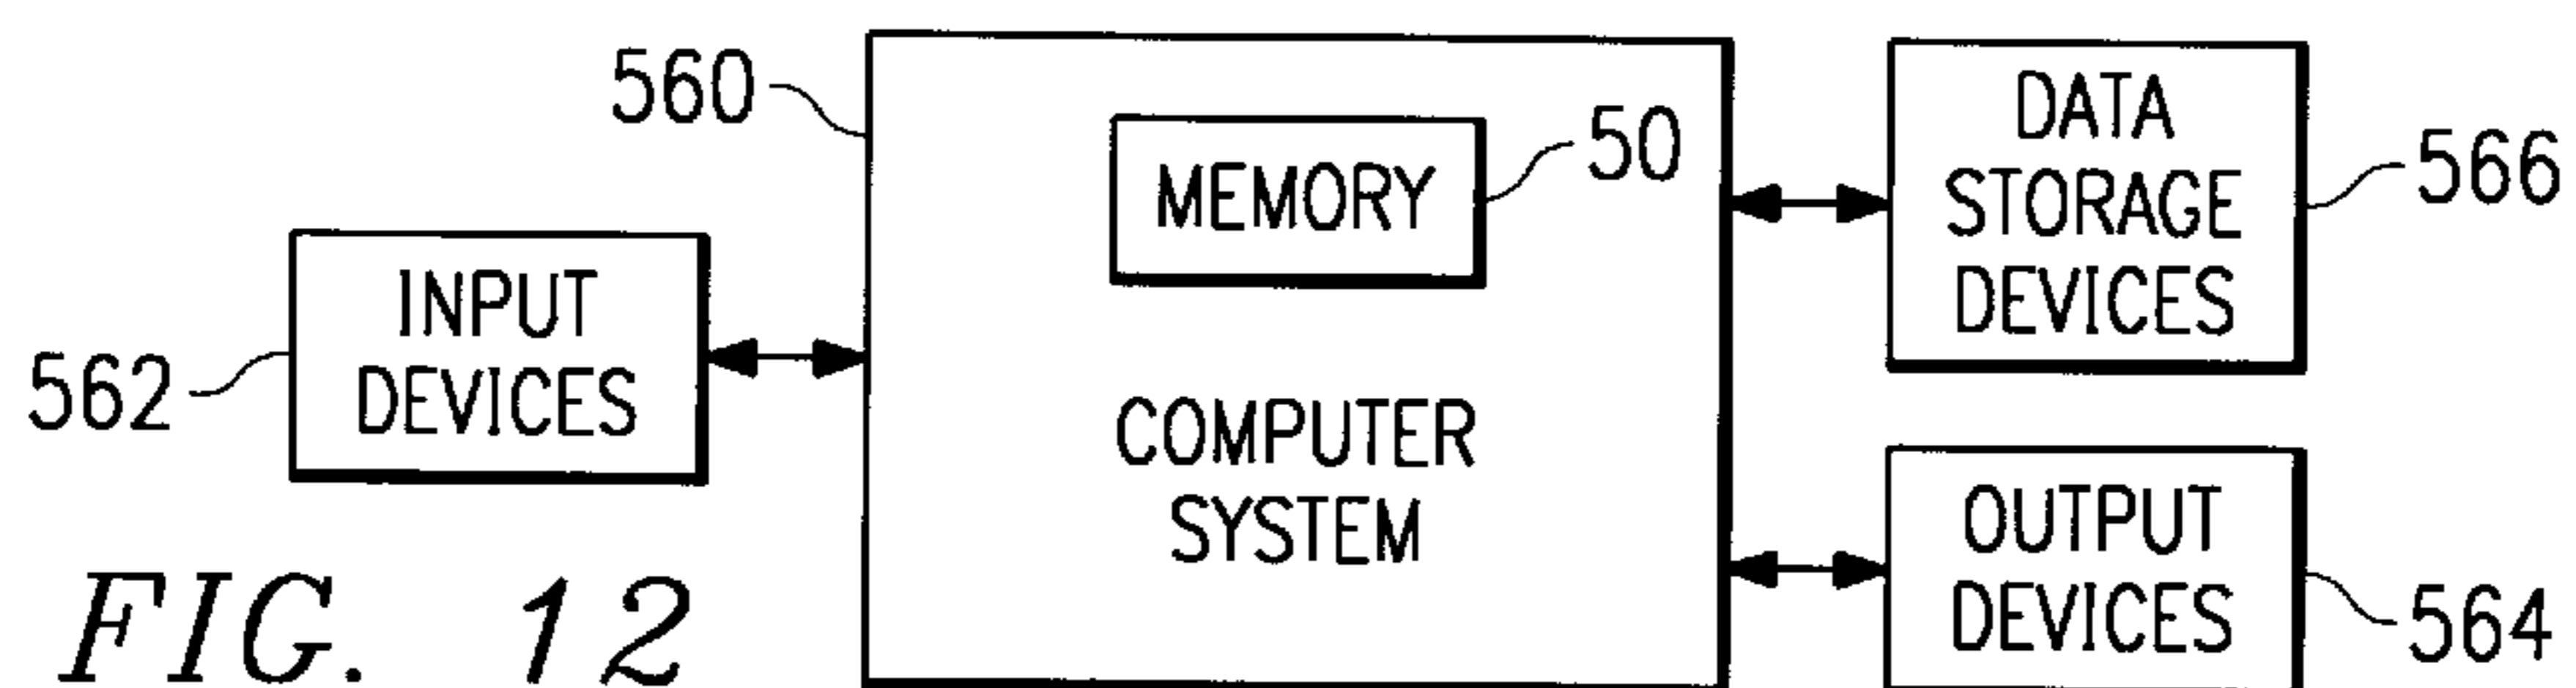 560
MEMORY
50
DATA
STORAGE
DEVICES
566
INPUT
DEVICES
562
COMPUTER
SYSTEM
OUTPUT
DEVICES
564
FIG. 12